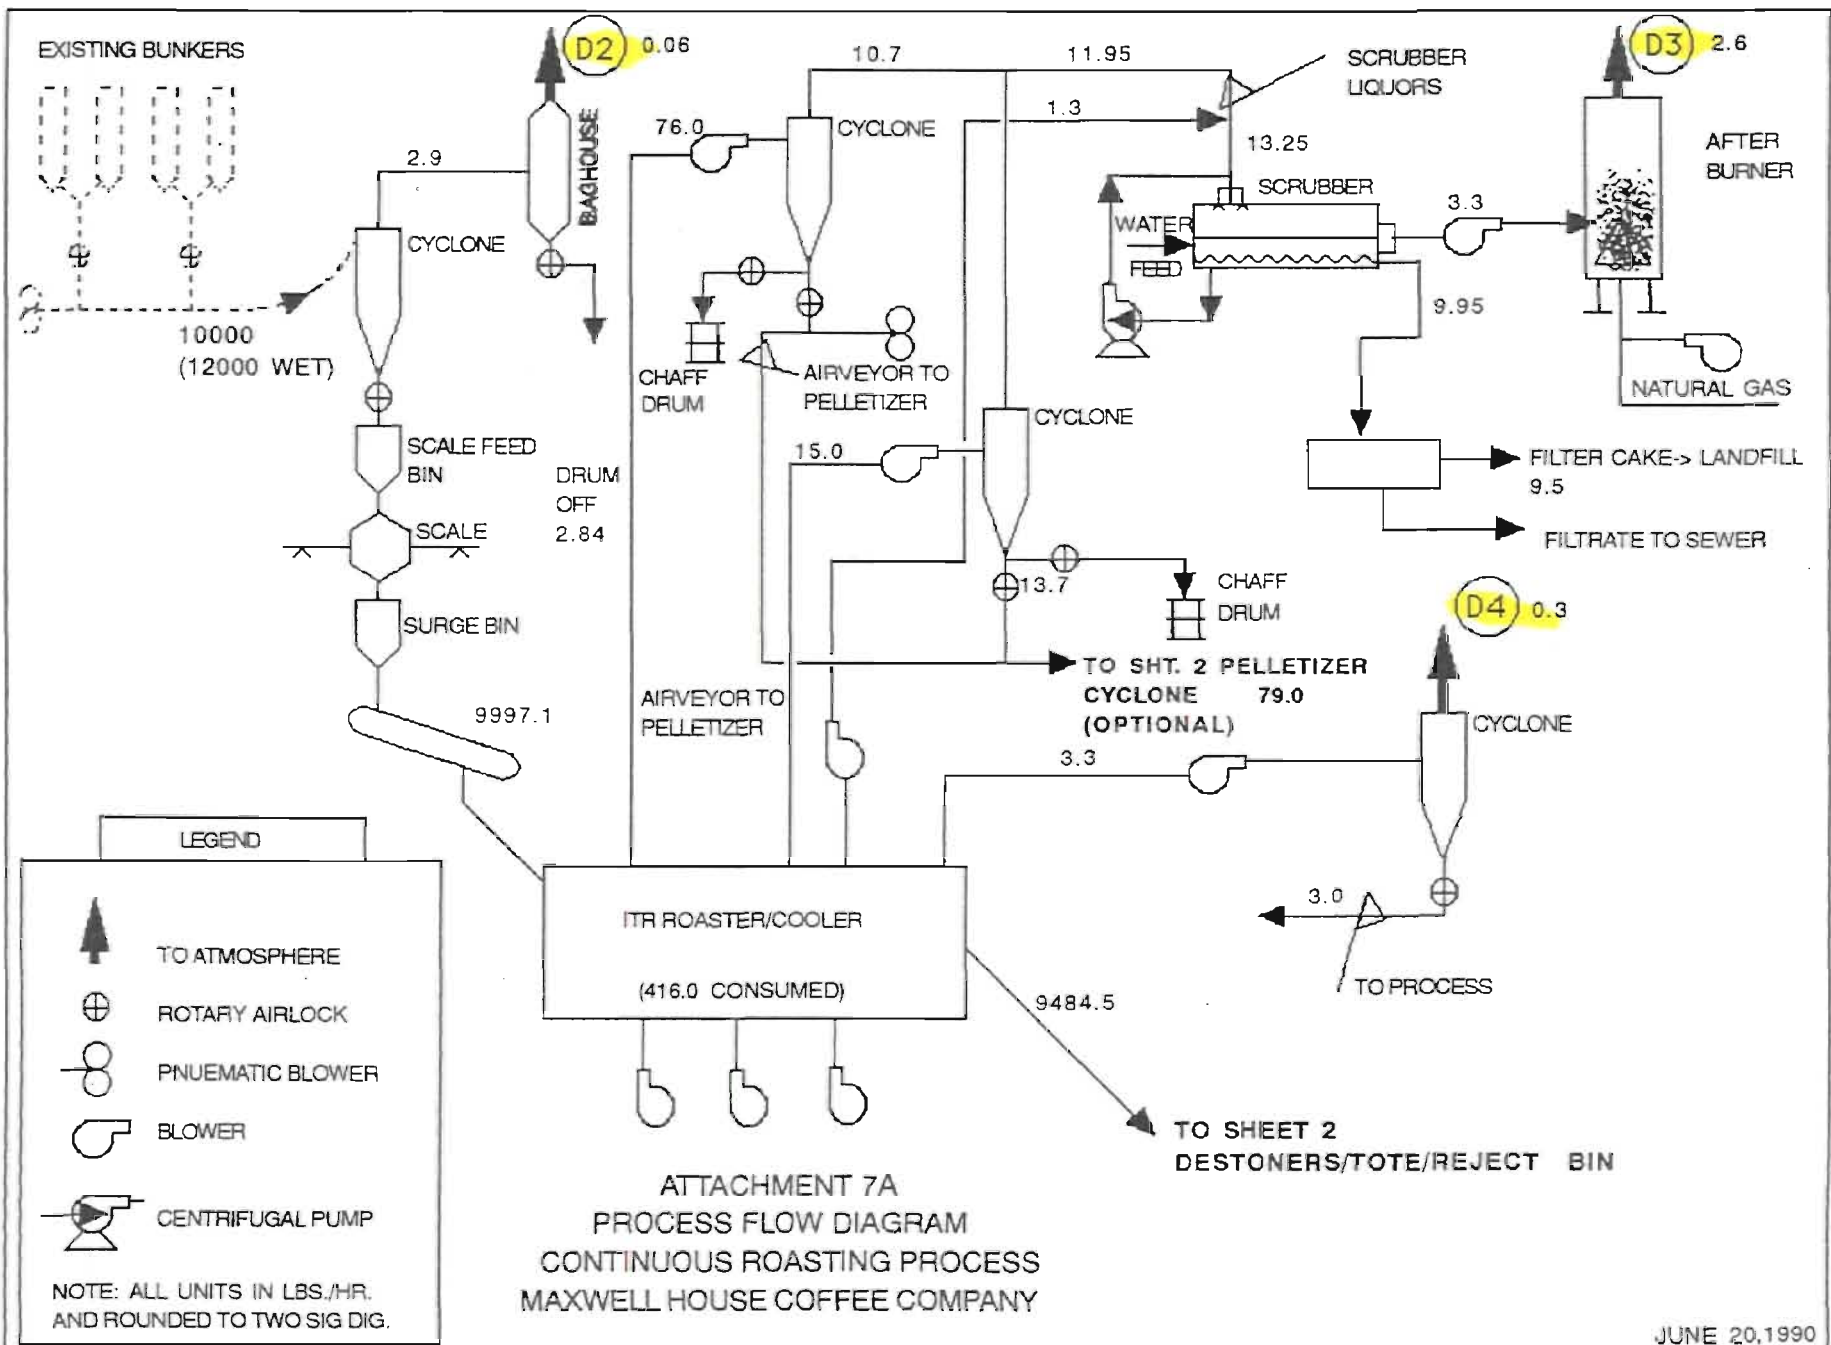 EXISTING BUNKERS
D2 0.06
10.7
11.95
SCRUBBER
LIQUORS
D3 2.6
76.0
CYCLONE
1.3
13.25
AFTER
BURNER
2.9
BAGHOUSE
SCRUBBER
3.3
CYCLONE
WATER
FEED
9.95
10000
(12000 WET)
CHAFF
DRUM
AIRVEYOR TO
PELLETIZER
NATURAL GAS
CYCLONE
SCALE FEED
BIN
DRUM
OFF
2.84
15.0
FILTER CAKE-> LANDFILL
9.5
SCALE
FILTRATE TO SEWER
13.7
CHAFF
DRUM
D4 0.3
SURGE BIN
TO SHT. 2 PELLETIZER
CYCLONE 79.0
(OPTIONAL)
AIRVEYOR TO
PELLETIZER
9997.1
CYCLONE
3.3
LEGEND
ITR ROASTER/COOLER
(416.0 CONSUMED)
3.0
TO PROCESS
9484.5
TO ATMOSPHERE
ROTARY AIRLOCK
PNUEMATIC BLOWER
BLOWER
CENTRIFUGAL PUMP
NOTE: ALL UNITS IN LBS./HR.
AND ROUNDED TO TWO SIG DIG.
TO SHEET 2
DESTONERS/TOTE/REJECT BIN
ATTACHMENT 7A
PROCESS FLOW DIAGRAM
CONTINUOUS ROASTING PROCESS
MAXWELL HOUSE COFFEE COMPANY
JUNE 20,1990